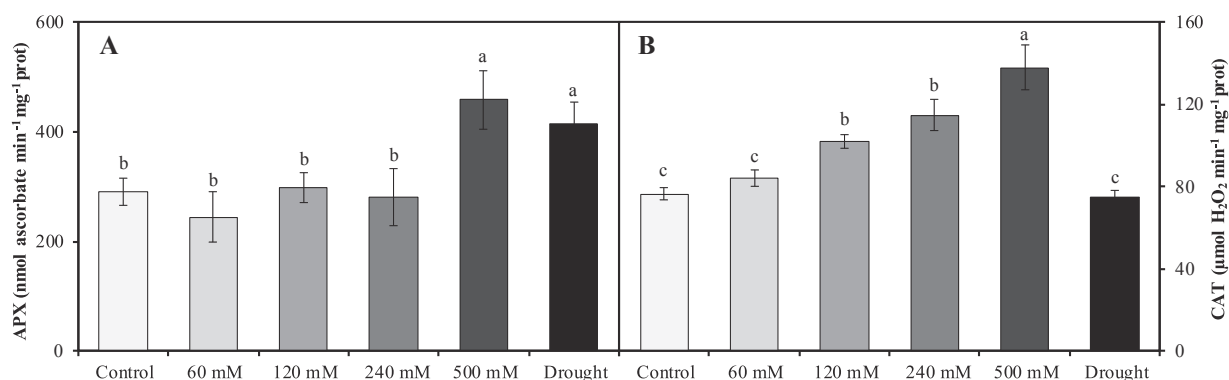 600
160
A
B
a
a
a
b
b
b
b
b
b
c
c
c
400
200
0
120
80
40
0
APX (nmol ascorbate min⁻¹ mg⁻¹ prot)
CAT (µmol H₂O₂ min⁻¹ mg⁻¹ prot)
Control 60 mM 120 mM 240 mM 500 mM Drought Control 60 mM 120 mM 240 mM 500 mM Drought